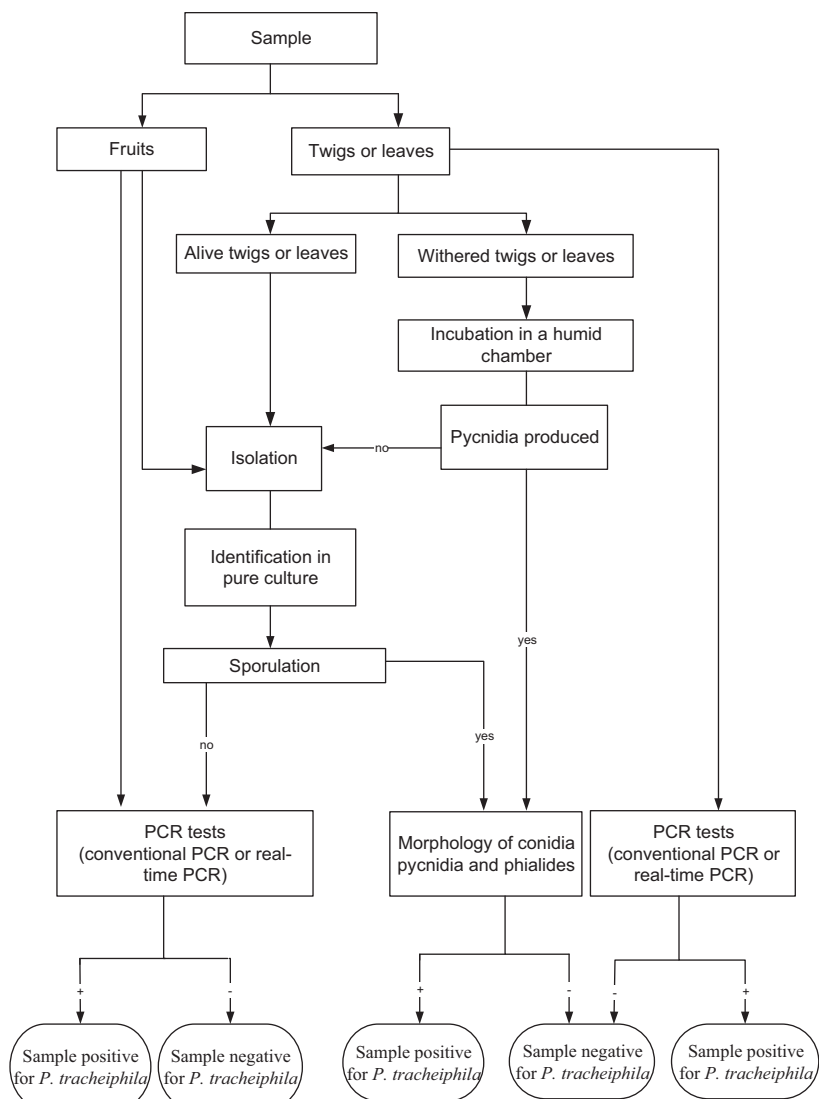 Sample
Fruits
Twigs or leaves
Alive twigs or leaves
Withered twigs or leaves
Incubation in a humid
chamber
Pycnidia produced
no
Isolation
Identification in
pure culture
yes
Sporulation
no
yes
PCR tests
(conventional PCR or real-
time PCR)
Morphology of conidia
pycnidia and phialides
PCR tests
(conventional PCR or
real-time PCR)
+
-
+
-
-
+
Sample positive
for P. tracheiphila
Sample negative
for P. tracheiphila
Sample positive
for P. tracheiphila
Sample negative
for P. tracheiphila
Sample positive
for P. tracheiphila